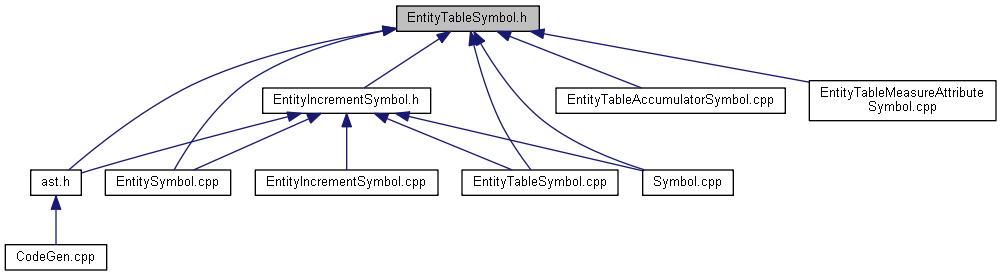 EntityTableSymbol.h
EntityIncrementSymbol.h
EntityTableAccumulatorSymbol.cpp
EntityTableMeasureAttribute
Symbol.cpp
ast.h
EntitySymbol.cpp
EntityIncrementSymbol.cpp
EntityTableSymbol.cpp
Symbol.cpp
CodeGen.cpp